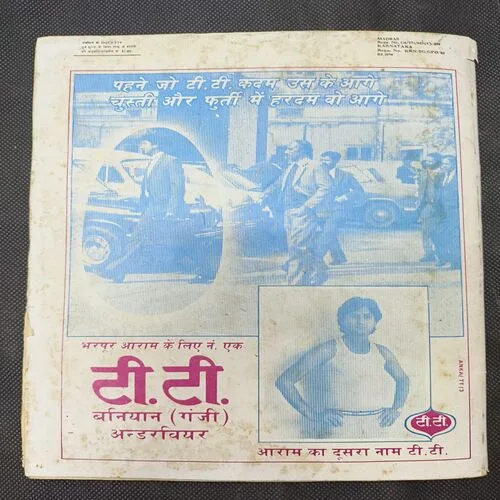 MADRAS
KARNATAKA
पहने जो टी.टी. कदम उस के आगे
चुस्ती और फुर्ती में हरदम वो आगे
भरपूर आराम के लिए नं. एक
टी.टी.
बनियान (गंजी)
अन्डरवियर
टी.टी.
आराम का दूसरा नाम टी.टी.